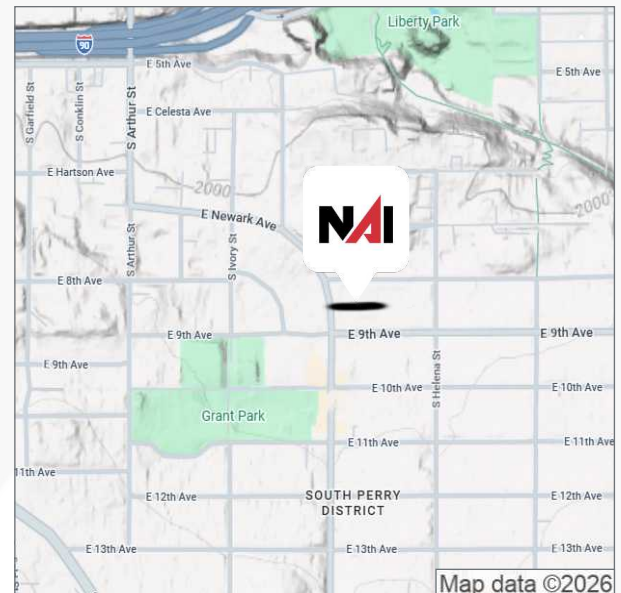 Liberty Park
90
E 5th Ave
E 5th Ave
S Garfield St
S Conklin St
S Arthur St
E Celesta Ave
E Hartson Ave
2000
2000
E Newark Ave
NAI
S Arthur St
S Ivory St
E 8th Ave
E 9th Ave
E 9th Ave
E 9th Ave
E 9th Ave
S Helena St
E 10th Ave
E 10th Ave
Grant Park
E 11th Ave
E 11th Ave
11th Ave
E 12th Ave
SOUTH PERRY
DISTRICT
E 12th Ave
E 13th Ave
E 13th Ave
E 13th Ave
Map data ©2026